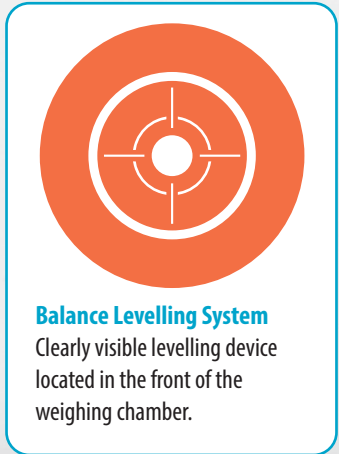 Balance Levelling System
Clearly visible levelling device
located in the front of the
weighing chamber.